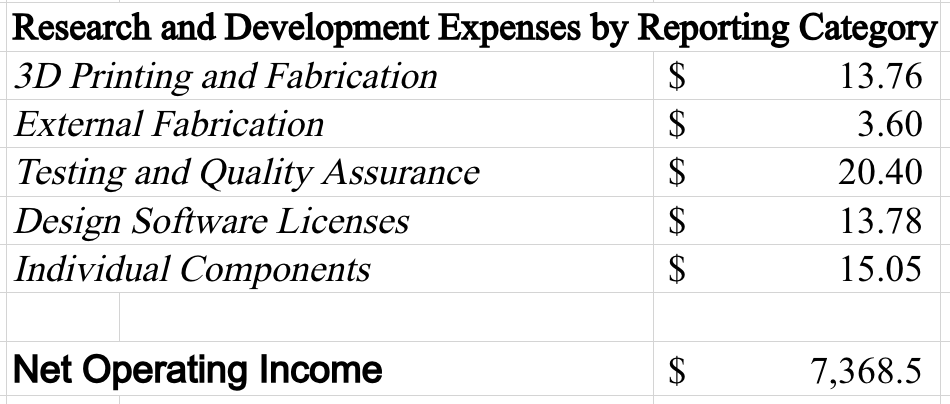 Research and Development Expenses by Reporting Category
3D Printing and Fabrication $ 13.76
External Fabrication $ 3.60
Testing and Quality Assurance $ 20.40
Design Software Licenses $ 13.78
Individual Components $ 15.05
Net Operating Income $ 7,368.5